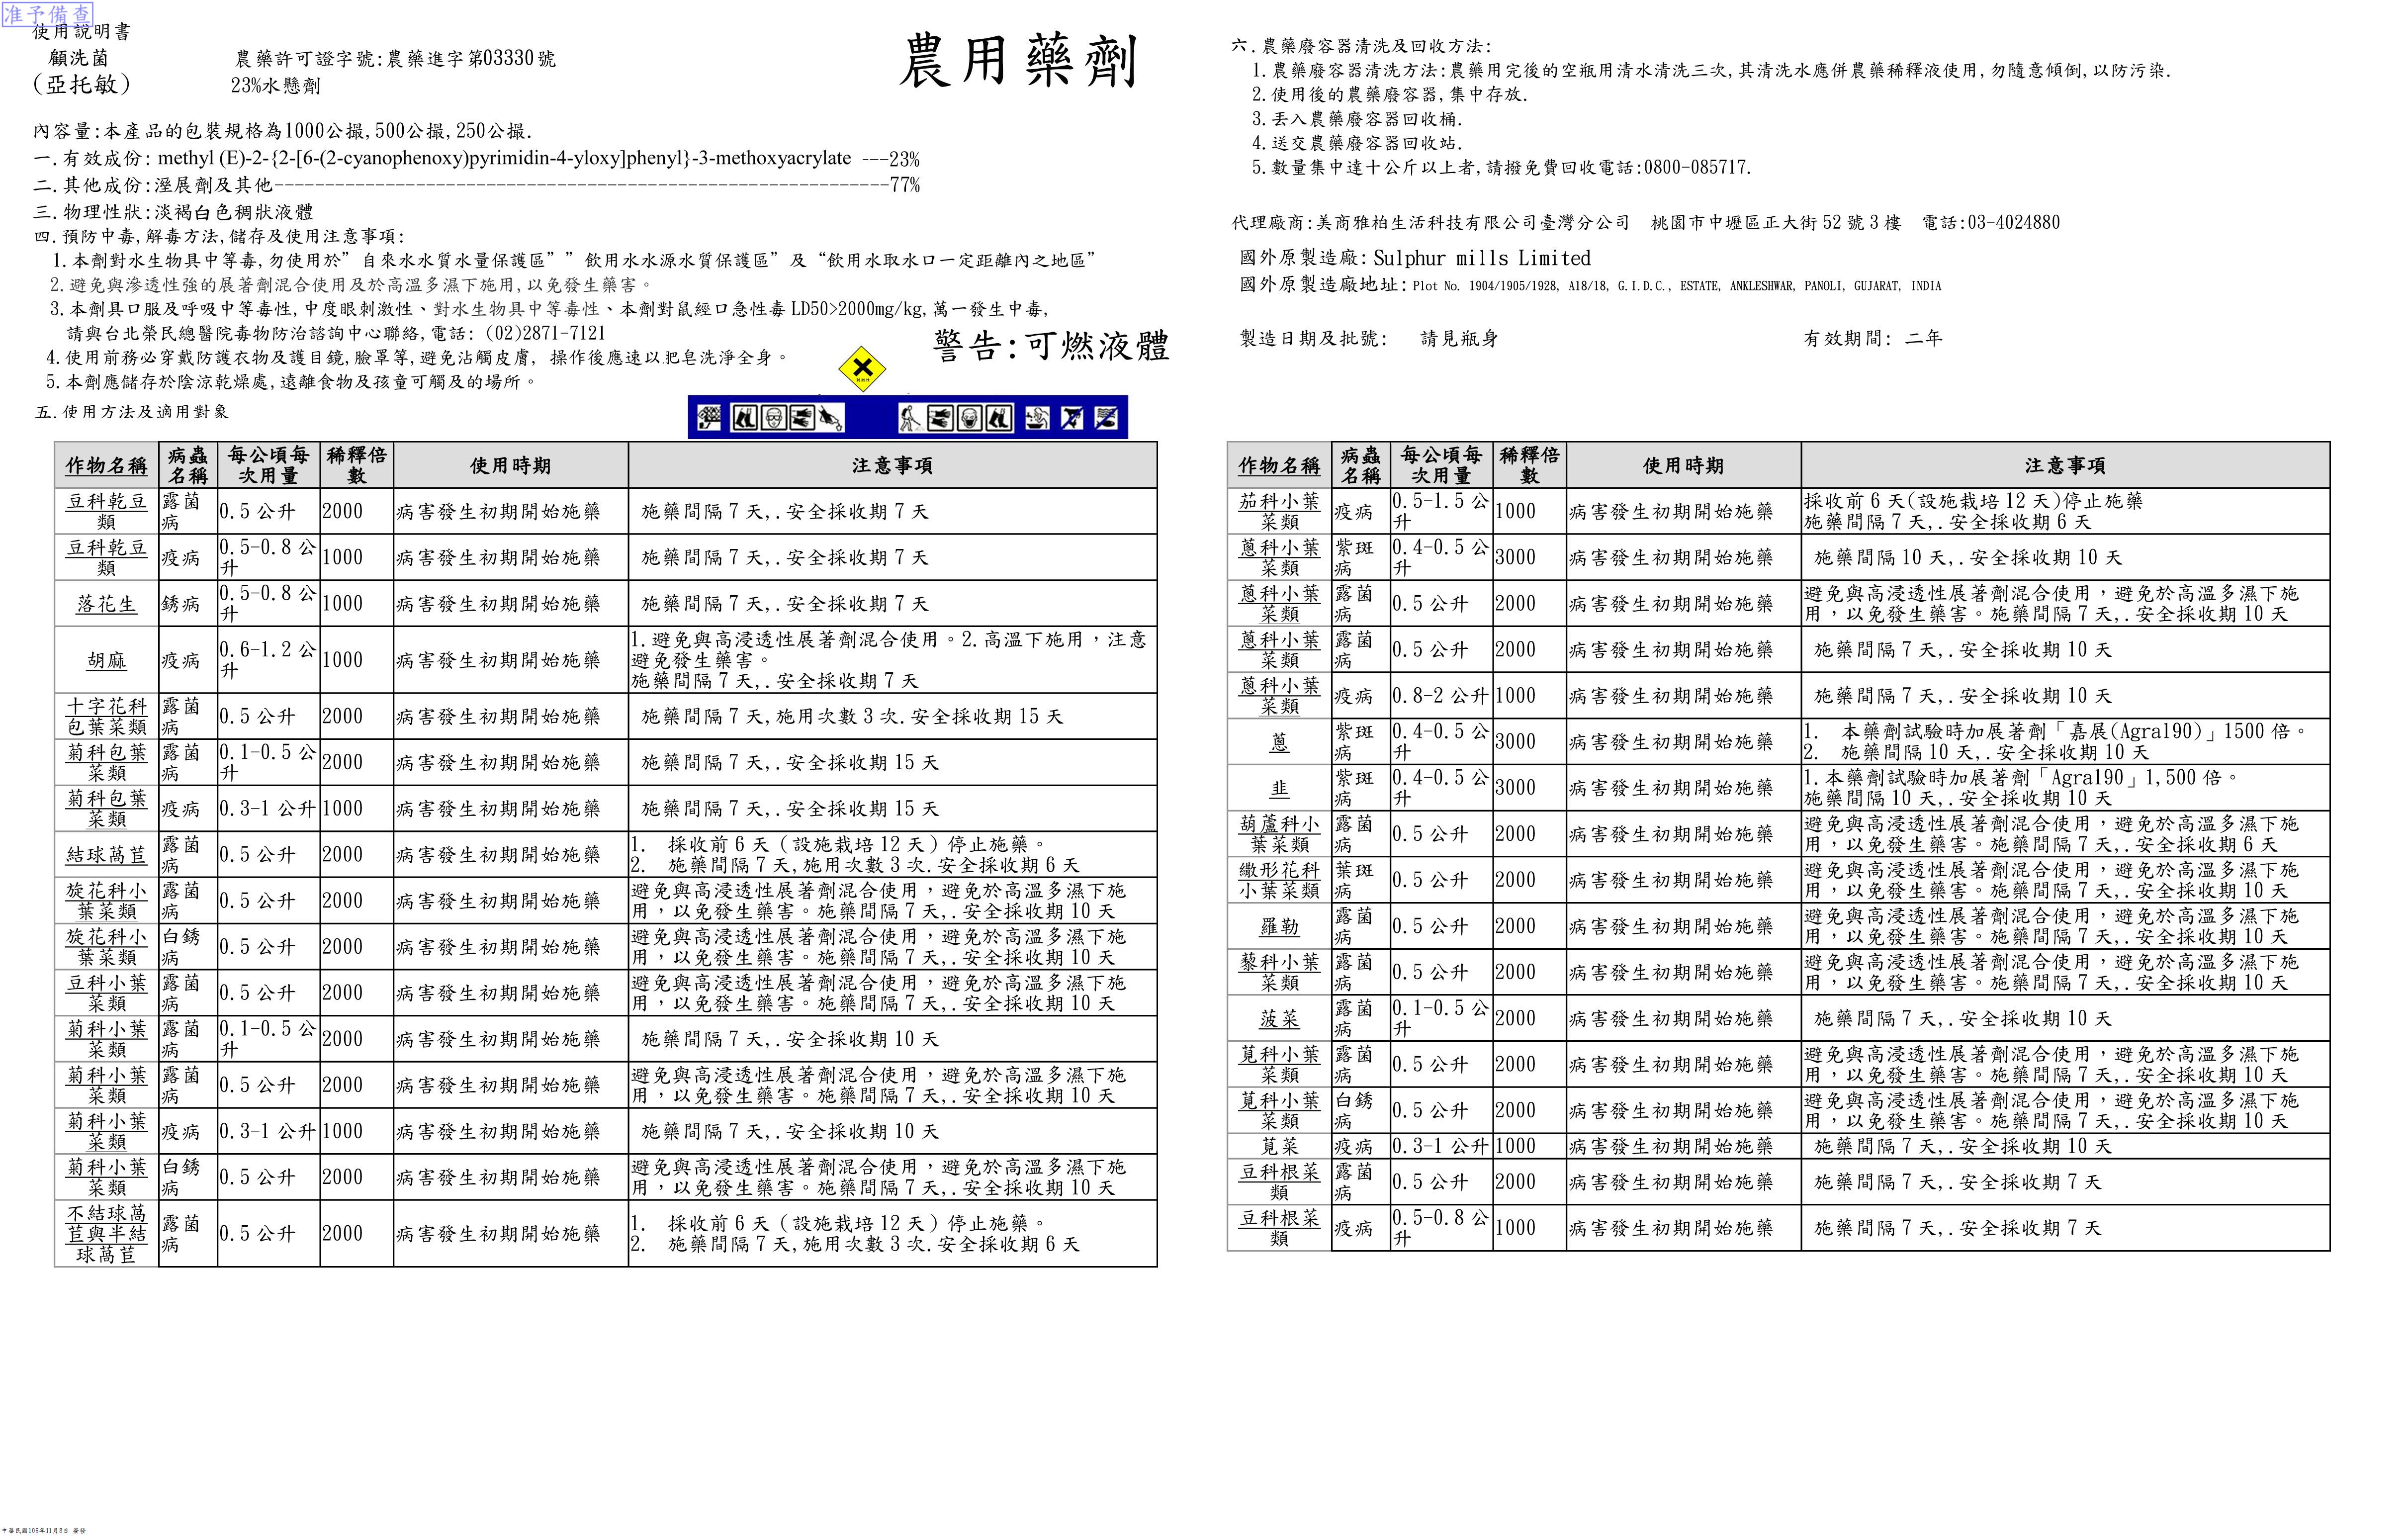 准予備查
使用說明書
顧洗菌
農藥許可證字號:農藥進字第03330號
(亞托敏)
23%水懸劑
農用藥劑
內容量:本產品的包裝規格為1000公撮,500公撮,250公撮.
一.有效成份: methyl (E)-2-{2-[6-(2-cyanophenoxy)pyrimidin-4-yloxy]phenyl}-3-methoxyacrylate ---23%
二.其他成份:溼展劑及其他------------------------------------------------------------77%
三.物理性狀:淡褐白色稠狀液體
四.預防中毒,解毒方法,儲存及使用注意事項:
1.本劑對水生物具中等毒,勿使用於”自來水水質水量保護區””飲用水水源水質保護區”及“飲用水取水口一定距離內之地區”
2.避免與滲透性強的展著劑混合使用及於高溫多濕下施用,以免發生藥害。
3.本劑具口服及呼吸中等毒性,中度眼刺激性、對水生物具中等毒性、本劑對鼠經口急性毒 LD50>2000mg/kg,萬一發生中毒,
請與台北榮民總醫院毒物防治諮詢中心聯絡,電話: (02)2871-7121
4.使用前務必穿戴防護衣物及護目鏡,臉罩等,避免沾觸皮膚, 操作後應速以肥皂洗淨全身。
5.本劑應儲存於陰涼乾燥處,遠離食物及孩童可觸及的場所。
警告:可燃液體
五.使用方法及適用對象
作物名稱 病蟲名稱 每公頃每次用量 稀釋倍數 使用時期 注意事項
豆科乾豆類 露菌病 0.5 公升 2000 病害發生初期開始施藥 施藥間隔 7 天,.安全採收期 7 天
豆科乾豆類 疫病 0.5-0.8 公升 1000 病害發生初期開始施藥 施藥間隔 7 天,.安全採收期 7 天
落花生 銹病 0.5-0.8 公升 1000 病害發生初期開始施藥 施藥間隔 7 天,.安全採收期 7 天
胡麻 疫病 0.6-1.2 公升 1000 病害發生初期開始施藥 1.避免與高浸透性展著劑混合使用。2.高溫下施用，注意
避免發生藥害。
施藥間隔 7 天,.安全採收期 7 天
十字花科包葉菜類 露菌病 0.5 公升 2000 病害發生初期開始施藥 施藥間隔 7 天,施用次數 3 次.安全採收期 15 天
菊科包葉菜類 露菌病 0.1-0.5 公升 2000 病害發生初期開始施藥 施藥間隔 7 天,.安全採收期 15 天
菊科包葉菜類 疫病 0.3-1 公升 1000 病害發生初期開始施藥 施藥間隔 7 天,.安全採收期 15 天
結球萵苣 露菌病 0.5 公升 2000 病害發生初期開始施藥 1. 採收前 6 天（設施栽培 12 天）停止施藥。
2. 施藥間隔 7 天,施用次數 3 次.安全採收期 6 天
旋花科小葉菜類 露菌病 0.5 公升 2000 病害發生初期開始施藥 避免與高浸透性展著劑混合使用，避免於高溫多濕下施
用，以免發生藥害。施藥間隔 7 天,.安全採收期 10 天
旋花科小葉菜類 白銹病 0.5 公升 2000 病害發生初期開始施藥 避免與高浸透性展著劑混合使用，避免於高溫多濕下施
用，以免發生藥害。施藥間隔 7 天,.安全採收期 10 天
豆科小葉菜類 露菌病 0.5 公升 2000 病害發生初期開始施藥 避免與高浸透性展著劑混合使用，避免於高溫多濕下施
用，以免發生藥害。施藥間隔 7 天,.安全採收期 10 天
菊科小葉菜類 露菌病 0.1-0.5 公升 2000 病害發生初期開始施藥 施藥間隔 7 天,.安全採收期 10 天
菊科小葉菜類 露菌病 0.5 公升 2000 病害發生初期開始施藥 避免與高浸透性展著劑混合使用，避免於高溫多濕下施
用，以免發生藥害。施藥間隔 7 天,.安全採收期 10 天
菊科小葉菜類 疫病 0.3-1 公升 1000 病害發生初期開始施藥 施藥間隔 7 天,.安全採收期 10 天
菊科小葉菜類 白銹病 0.5 公升 2000 病害發生初期開始施藥 避免與高浸透性展著劑混合使用，避免於高溫多濕下施
用，以免發生藥害。施藥間隔 7 天,.安全採收期 10 天
不結球萵苣與半結球萵苣 露菌病 0.5 公升 2000 病害發生初期開始施藥 1. 採收前 6 天（設施栽培 12 天）停止施藥。
2. 施藥間隔 7 天,施用次數 3 次.安全採收期 6 天
六.農藥廢容器清洗及回收方法:
1.農藥廢容器清洗方法:農藥用完後的空瓶用清水清洗三次,其清洗水應併農藥稀釋液使用,勿隨意傾倒,以防污染.
2.使用後的農藥廢容器,集中存放.
3.丟入農藥廢容器回收桶.
4.送交農藥廢容器回收站.
5.數量集中達十公斤以上者,請撥免費回收電話:0800-085717.
代理廠商:美商雅柏生活科技有限公司臺灣分公司 桃園市中壢區正大街 52 號 3 樓 電話:03-4024880
國外原製造廠: Sulphur mills Limited
國外原製造廠地址: Plot No. 1904/1905/1928, A18/18, G.I.D.C., ESTATE, ANKLESHWAR, PANOLI, GUJARAT, INDIA
製造日期及批號: 請見瓶身 有效期間: 二年
作物名稱 病蟲名稱 每公頃每次用量 稀釋倍數 使用時期 注意事項
茄科小葉菜類 疫病 0.5-1.5 公升 1000 病害發生初期開始施藥 採收前 6 天(設施栽培 12 天)停止施藥
施藥間隔 7 天,.安全採收期 6 天
蔥科小葉菜類 紫斑病 0.4-0.5 公升 3000 病害發生初期開始施藥 施藥間隔 10 天,.安全採收期 10 天
蔥科小葉菜類 露菌病 0.5 公升 2000 病害發生初期開始施藥 避免與高浸透性展著劑混合使用，避免於高溫多濕下施
用，以免發生藥害。施藥間隔 7 天,.安全採收期 10 天
蔥科小葉菜類 露菌病 0.5 公升 2000 病害發生初期開始施藥 施藥間隔 7 天,.安全採收期 10 天
蔥科小葉菜類 疫病 0.8-2 公升 1000 病害發生初期開始施藥 施藥間隔 7 天,.安全採收期 10 天
蔥 紫斑病 0.4-0.5 公升 3000 病害發生初期開始施藥 1. 本藥劑試驗時加展著劑「嘉展(Agral90)」1500 倍。
2. 施藥間隔 10 天,.安全採收期 10 天
韭 紫斑病 0.4-0.5 公升 3000 病害發生初期開始施藥 1.本藥劑試驗時加展著劑「Agral90」1,500 倍。
施藥間隔 10 天,.安全採收期 10 天
葫蘆科小葉菜類 露菌病 0.5 公升 2000 病害發生初期開始施藥 避免與高浸透性展著劑混合使用，避免於高溫多濕下施
用，以免發生藥害。施藥間隔 7 天,.安全採收期 6 天
繖形花科小葉菜類 葉斑病 0.5 公升 2000 病害發生初期開始施藥 避免與高浸透性展著劑混合使用，避免於高溫多濕下施
用，以免發生藥害。施藥間隔 7 天,.安全採收期 10 天
羅勒 露菌病 0.5 公升 2000 病害發生初期開始施藥 避免與高浸透性展著劑混合使用，避免於高溫多濕下施
用，以免發生藥害。施藥間隔 7 天,.安全採收期 10 天
藜科小葉菜類 露菌病 0.5 公升 2000 病害發生初期開始施藥 避免與高浸透性展著劑混合使用，避免於高溫多濕下施
用，以免發生藥害。施藥間隔 7 天,.安全採收期 10 天
菠菜 露菌病 0.1-0.5 公升 2000 病害發生初期開始施藥 施藥間隔 7 天,.安全採收期 10 天
莧科小葉菜類 露菌病 0.5 公升 2000 病害發生初期開始施藥 避免與高浸透性展著劑混合使用，避免於高溫多濕下施
用，以免發生藥害。施藥間隔 7 天,.安全採收期 10 天
莧科小葉菜類 白銹病 0.5 公升 2000 病害發生初期開始施藥 避免與高浸透性展著劑混合使用，避免於高溫多濕下施
用，以免發生藥害。施藥間隔 7 天,.安全採收期 10 天
莧菜 疫病 0.3-1 公升 1000 病害發生初期開始施藥 施藥間隔 7 天,.安全採收期 10 天
豆科根菜類 露菌病 0.5 公升 2000 病害發生初期開始施藥 施藥間隔 7 天,.安全採收期 7 天
豆科根菜類 疫病 0.5-0.8 公升 1000 病害發生初期開始施藥 施藥間隔 7 天,.安全採收期 7 天
中華民國106年11月8日